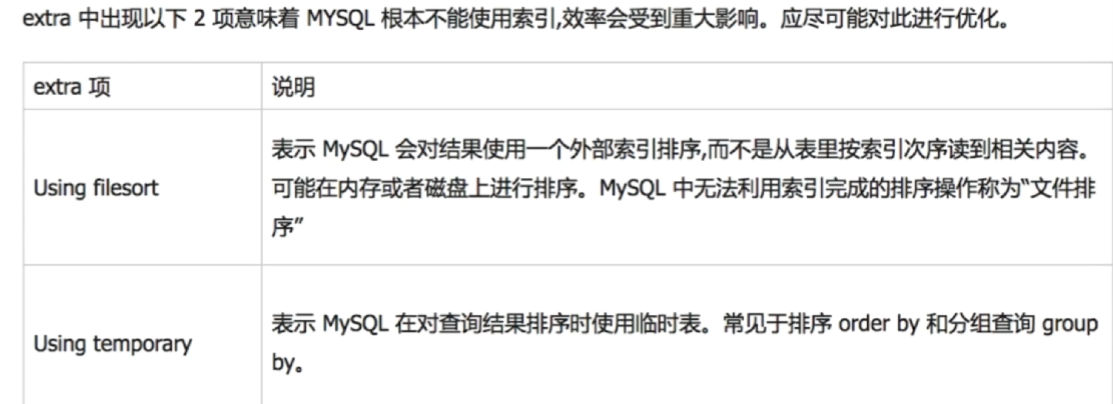 extra 中出现以下 2 项意味着 MYSQL 根本不能使用索引,效率会受到重大影响。应尽可能对此进行优化。
extra 项
说明
Using filesort
表示 MySQL 会对结果使用一个外部索引排序,而不是从表里按索引次序读到相关内容。
可能在内存或者磁盘上进行排序。MySQL 中无法利用索引完成的排序操作称为“文件排
序”
Using temporary
表示 MySQL 在对查询结果排序时使用临时表。常见于排序 order by 和分组查询 group
by。